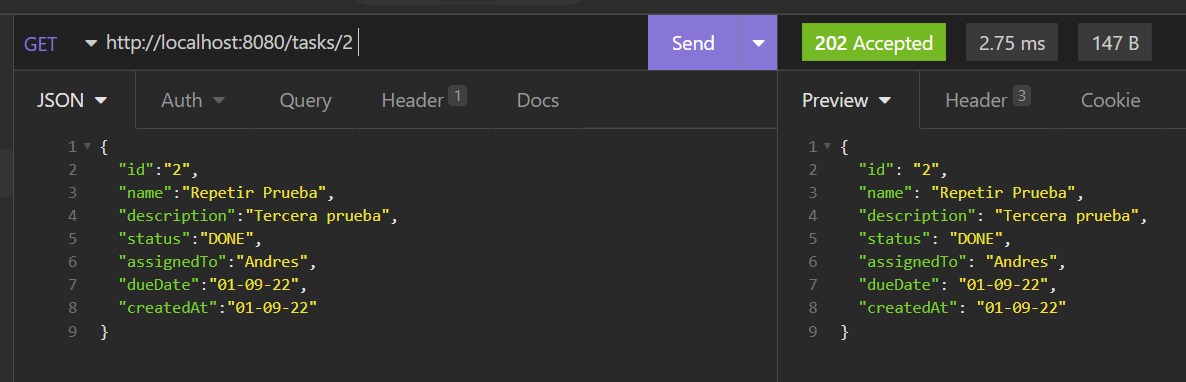 GET http://localhost:8080/tasks/2 Send 202 Accepted 2.75 ms 147 B
JSON Auth Query Header 1 Docs
1 {
2 "id":"2",
3 "name":"Repetir Prueba",
4 "description":"Tercera prueba",
5 "status":"DONE",
6 "assignedTo":"Andres",
7 "dueDate":"01-09-22",
8 "createdAt":"01-09-22"
9 }
Preview Header 3 Cookie
1 {
2 "id": "2",
3 "name": "Repetir Prueba",
4 "description": "Tercera prueba",
5 "status": "DONE",
6 "assignedTo": "Andres",
7 "dueDate": "01-09-22",
8 "createdAt": "01-09-22"
9 }